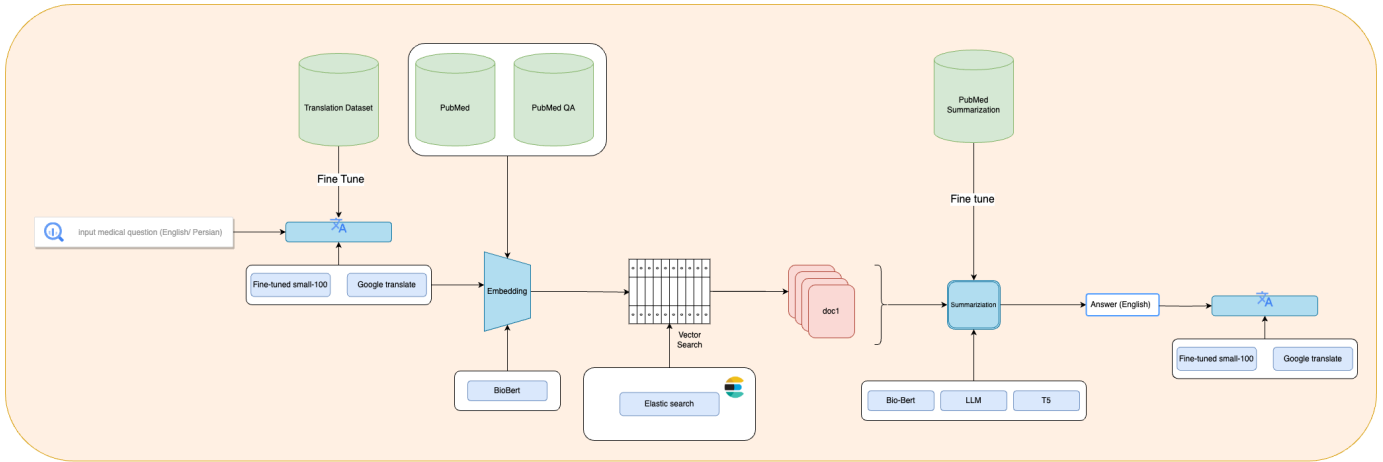 Translation Dataset
PubMed
PubMed QA
PubMed
Summarization
Fine Tune
Fine tune
input medical question (English/ Persian)
Fine-tuned small-100
Google translate
Embedding
Vector
Search
doc1
Summariziation
Answer (English)
Fine-tuned small-100
Google translate
BioBert
Elastic search
Bio-Bert
LLM
T5